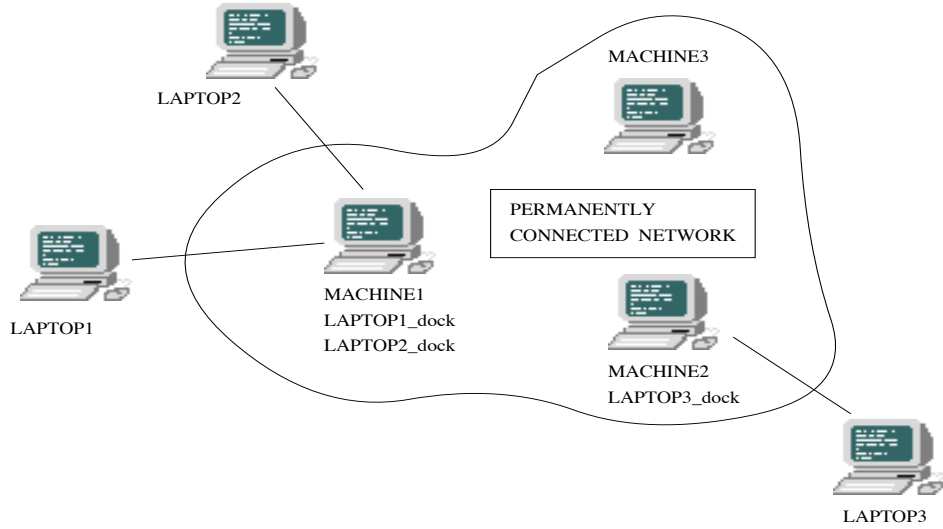 MACHINE3
LAPTOP2
PERMANENTLY
CONNECTED NETWORK
MACHINE1
LAPTOP1_dock
LAPTOP2_dock
LAPTOP1
MACHINE2
LAPTOP3_dock
LAPTOP3